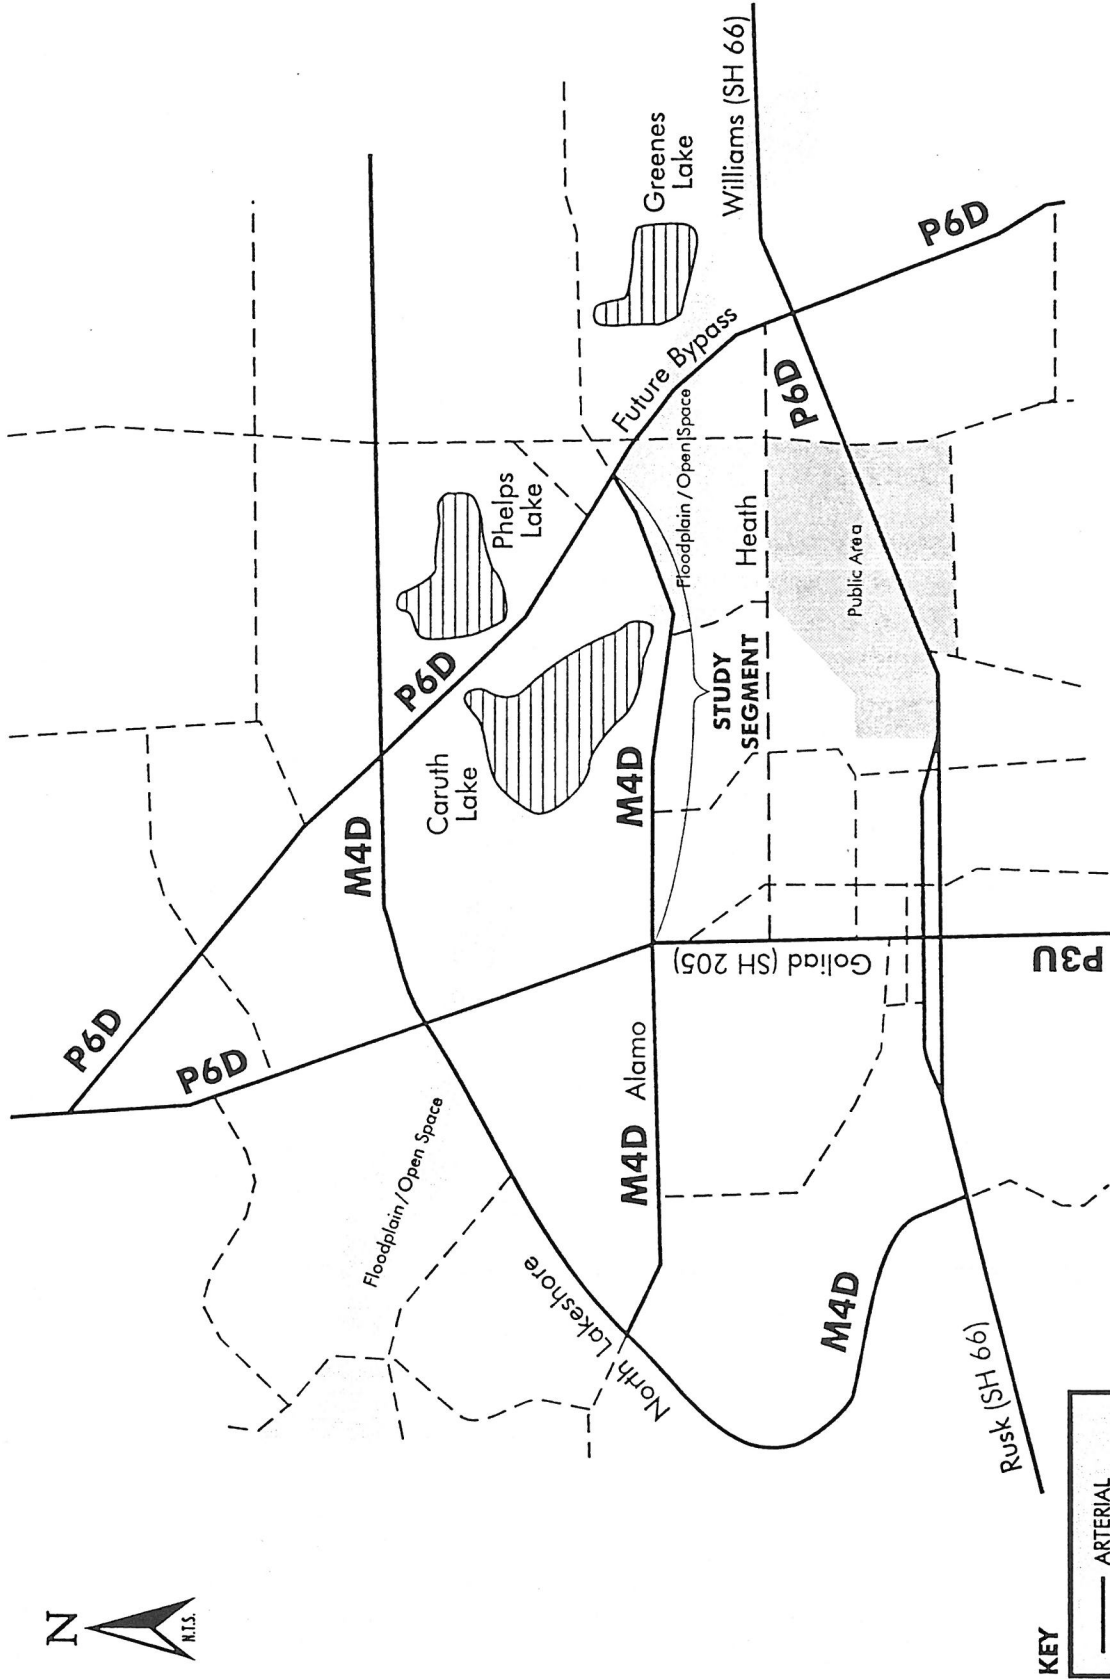 N
N.T.S.
P6D
P6D
M4D
P6D
Phelps
Lake
Greenes
Lake
Caruth
Lake
Floodplain/Open Space
North Lakeshore
Future Bypass
Williams (SH 66)
M4D
Alamo
M4D
Floodplain/Open Space
STUDY
SEGMENT
Heath
P6D
P6D
Goliad (SH 205)
Public Area
M4D
Rusk (SH 66)
P3U
KEY
ARTERIAL